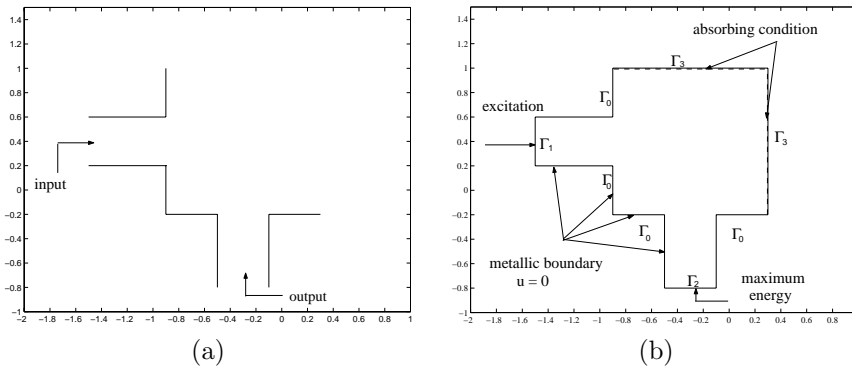 1.4
1.2
1
0.8
0.6
0.4
0.2
0
−0.2
−0.4
−0.6
−0.8
−1
−2 −1.8 −1.6 −1.4 −1.2 −1 −0.8 −0.6 −0.4 −0.2 0 0.2 0.4
input
output
(a)
1.4
1.2
1
0.8
0.6
0.4
0.2
0
−0.2
−0.4
−0.6
−0.8
−1
−2 −1.8 −1.6 −1.4 −1.2 −1 −0.8 −0.6 −0.4 −0.2 0 0.2 0.4 0.6 0.8
absorbing condition
Γ3
Γ0
excitation
Γ1
Γ3
Γ0
Γ0
Γ0
metallic boundary
u = 0
Γ2
maximum
energy
(b)